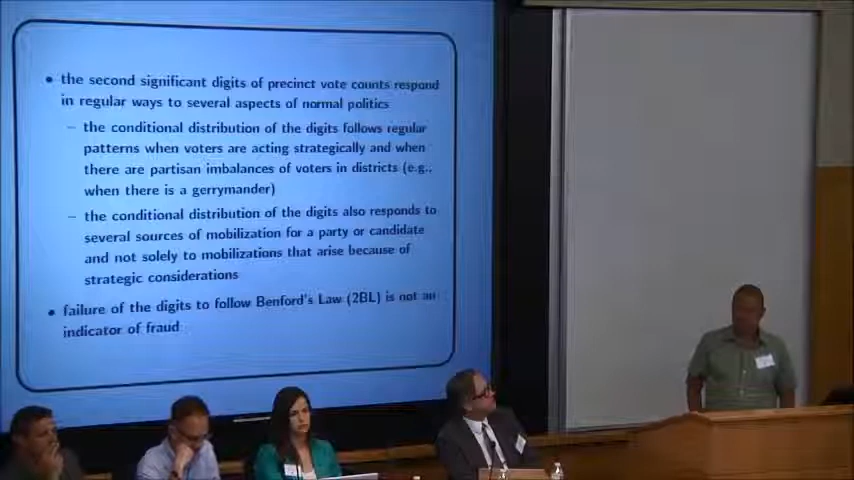 • the second significant digits of precinct vote counts respond
in regular ways to several aspects of normal politics
– the conditional distribution of the digits follows regular
patterns when voters are acting strategically and when
there are partisan imbalances of voters in districts (e.g.,
when there is a gerrymander)
– the conditional distribution of the digits also responds to
several sources of mobilization for a party or candidate
and not solely to mobilizations that arise because of
strategic considerations
• failure of the digits to follow Benford's Law (2BL) is not an
indicator of fraud